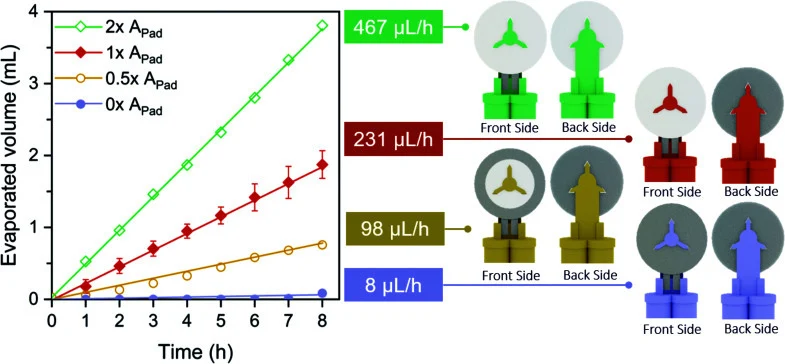 4
3
2
1
0
Evaporated volume (mL)
2x A_Pad
1x A_Pad
0.5x A_Pad
0x A_Pad
0 1 2 3 4 5 6 7 8
Time (h)
467 µL/h
231 µL/h
98 µL/h
8 µL/h
Front Side Back Side
Front Side Back Side
Front Side Back Side
Front Side Back Side